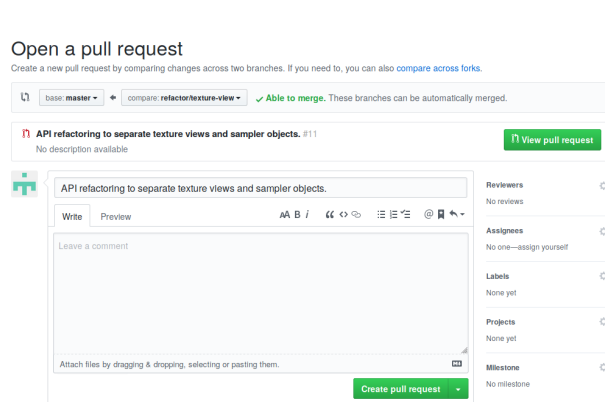 Open a pull request
Create a new pull request by comparing changes across two branches. If you need to, you can also compare across forks.
base: master compare: refactor/texture-view Able to merge. These branches can be automatically merged.
API refactoring to separate texture views and sampler objects. #11
No description available
View pull request
API refactoring to separate texture views and sampler objects.
Write Preview
AA B i
Leave a comment
Attach files by dragging & dropping, selecting or pasting them.
Create pull request
Reviewers
No reviews
Assignees
No one—assign yourself
Labels
None yet
Projects
None yet
Milestone
No milestone